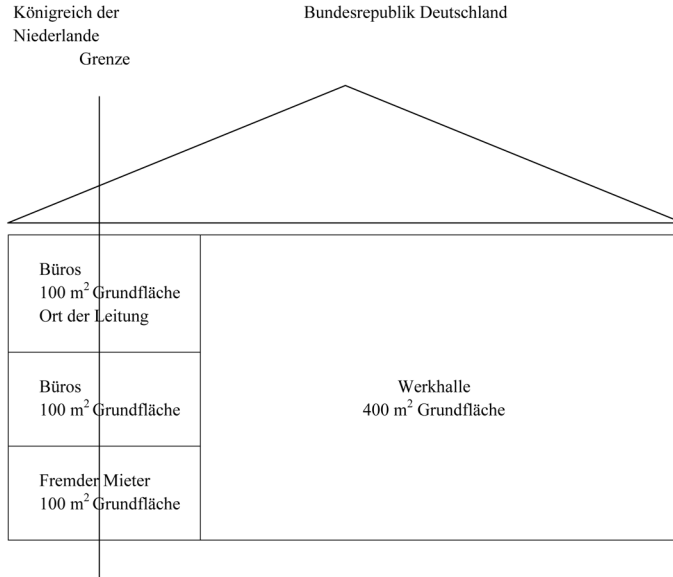 Königreich der
Niederlande
Bundesrepublik Deutschland
Grenze
Büros
100 m² Grundfläche
Ort der Leitung
Büros
100 m² Grundfläche
Werkhalle
400 m² Grundfläche
Fremder Mieter
100 m² Grundfläche